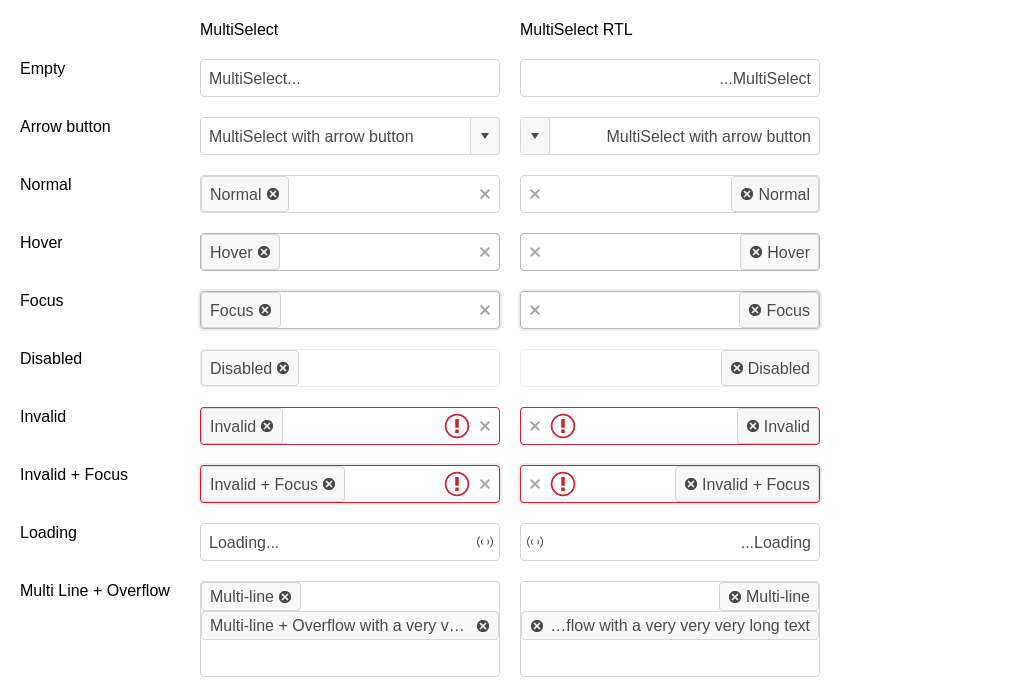 MultiSelect MultiSelect RTL
Empty MultiSelect... ...MultiSelect
Arrow button MultiSelect with arrow button MultiSelect with arrow button
Normal Normal Normal
Hover Hover Hover
Focus Focus Focus
Disabled Disabled Disabled
Invalid Invalid Invalid
Invalid + Focus Invalid + Focus Invalid + Focus
Loading Loading... ...Loading
Multi Line + Overflow Multi-line Multi-line
Multi-line + Overflow with a very v… …flow with a very very very long text